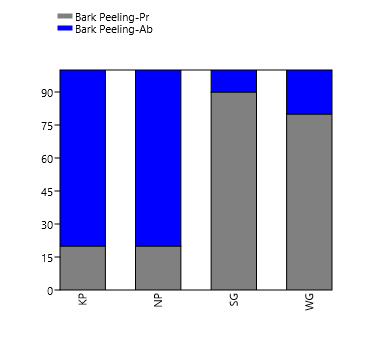 Bark Peeling-Pr
Bark Peeling-Ab
90
75
60
45
30
15
0
KP
NP
SG
WG